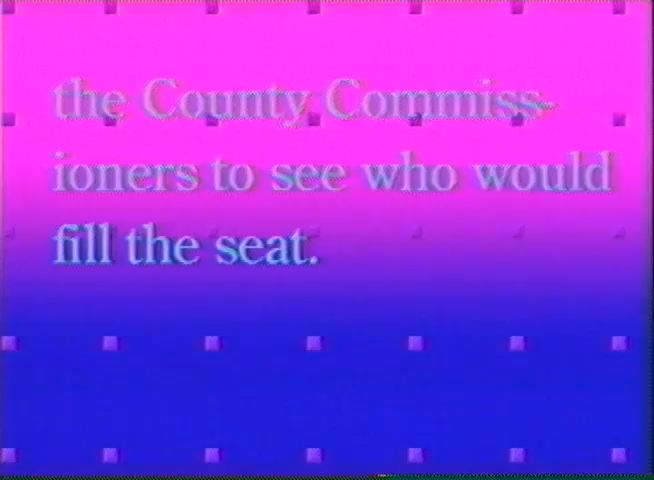 the County Commiss-
ioners to see who would
fill the seat.